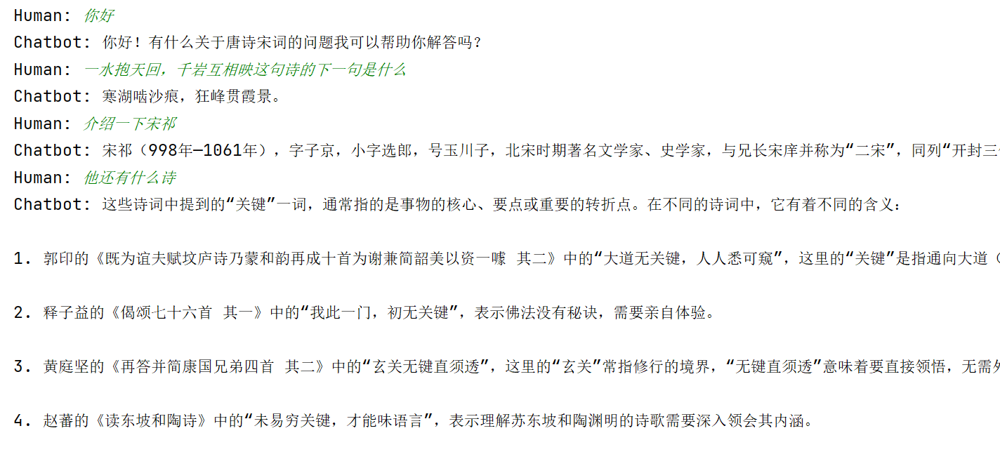 Human: 你好
Chatbot: 你好！有什么关于唐诗宋词的问题我可以帮助你解答吗？
Human: 一水抱天回，千岩互相映这句诗的下一句是什么
Chatbot: 寒湖啮沙痕，狂峰贯霞景。
Human: 介绍一下宋祁
Chatbot: 宋祁（998年—1061年），字子京，小字选郎，号玉川子，北宋时期著名文学家、史学家，与兄长宋庠并称为“二宋”，同列“开封三
Human: 他还有什么诗
Chatbot: 这些诗词中提到的“关键”一词，通常指的是事物的核心、要点或重要的转折点。在不同的诗词中，它有着不同的含义：
1. 郭印的《既为谊夫赋坟庐诗乃蒙和韵再成十首为谢兼简韶美以资一噱 其二》中的“大道无关键，人人悉可窥”，这里的“关键”是指通向大道（
2. 释子益的《偈颂七十六首 其一》中的“我此一门，初无关键”，表示佛法没有秘诀，需要亲自体验。
3. 黄庭坚的《再答并简康国兄弟四首 其二》中的“玄关无键直须透”，这里的“玄关”常指修行的境界，“无键直须透”意味着要直接领悟，无需
4. 赵蕃的《读东坡和陶诗》中的“未易穷关键，才能味语言”，表示理解苏东坡和陶渊明的诗歌需要深入领会其内涵。